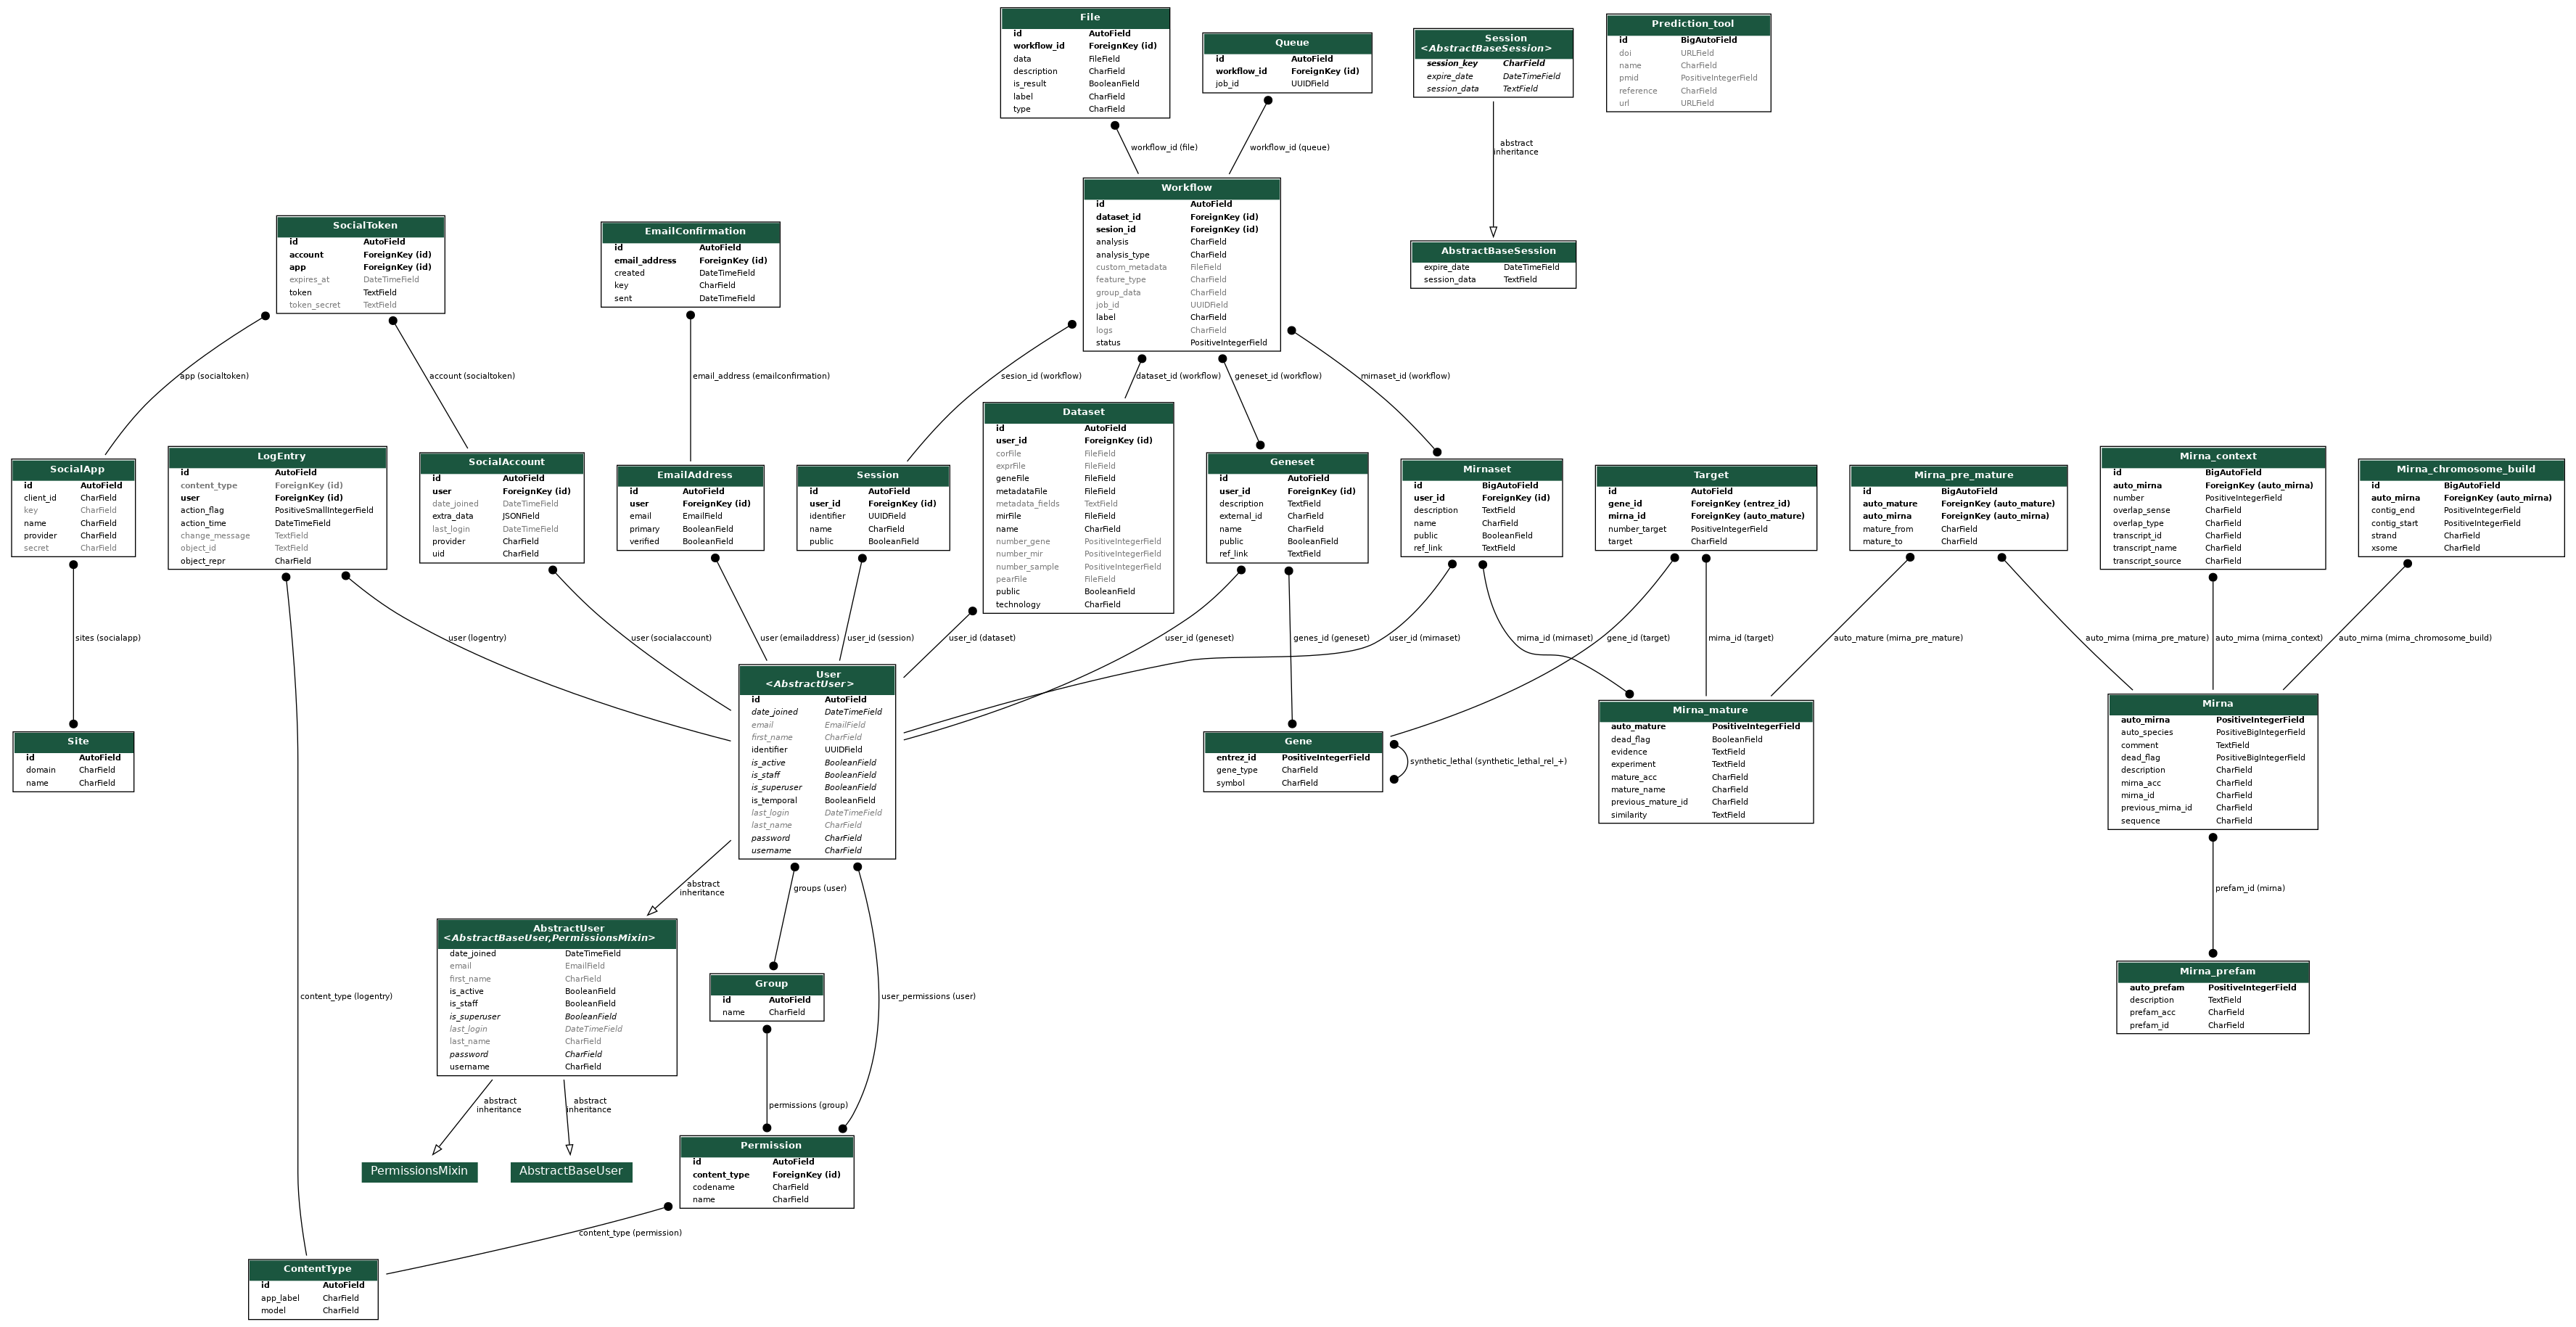 File
id AutoField
workflow_id ForeignKey (id)
data FileField
description CharField
is_result BooleanField
label CharField
type CharField
Queue
id AutoField
workflow_id ForeignKey (id)
job_id UUIDField
Session
<AbstractBaseSession>
session_key CharField
expire_date DateTimeField
session_data TextField
Prediction_tool
id BigAutoField
doi URLField
name CharField
pmid PositiveIntegerField
reference CharField
url URLField
workflow_id (file)
workflow_id (queue)
abstract
inheritance
Workflow
id AutoField
dataset_id ForeignKey (id)
sesion_id ForeignKey (id)
analysis CharField
analysis_type CharField
custom_metadata FileField
feature_type CharField
group_data CharField
job_id UUIDField
label CharField
logs CharField
status PositiveIntegerField
AbstractBaseSession
expire_date DateTimeField
session_data TextField
SocialToken
id AutoField
account ForeignKey (id)
app ForeignKey (id)
expires_at DateTimeField
token TextField
token_secret TextField
EmailConfirmation
id AutoField
email_address ForeignKey (id)
created DateTimeField
key CharField
sent DateTimeField
app (socialtoken)
account (socialtoken)
email_address (emailconfirmation)
sesion_id (workflow)
dataset_id (workflow)
geneset_id (workflow)
mirnaset_id (workflow)
SocialApp
id AutoField
client_id CharField
key CharField
name CharField
provider CharField
secret CharField
LogEntry
id AutoField
content_type ForeignKey (id)
user ForeignKey (id)
action_flag PositiveSmallIntegerField
action_time DateTimeField
change_message TextField
object_id TextField
object_repr CharField
SocialAccount
id AutoField
user ForeignKey (id)
date_joined DateTimeField
extra_data JSONField
last_login DateTimeField
provider CharField
uid CharField
EmailAddress
id AutoField
user ForeignKey (id)
email EmailField
primary BooleanField
verified BooleanField
Session
id AutoField
user_id ForeignKey (id)
identifier UUIDField
name CharField
public BooleanField
Dataset
id AutoField
user_id ForeignKey (id)
corFile FileField
exprFile FileField
geneFile FileField
metadataFile FileField
metadata_fields TextField
mirFile FileField
name CharField
number_gene PositiveIntegerField
number_mir PositiveIntegerField
number_sample PositiveIntegerField
pearFile FileField
public BooleanField
technology CharField
Geneset
id AutoField
user_id ForeignKey (id)
description TextField
external_id CharField
name CharField
public BooleanField
ref_link TextField
Mirnaset
id BigAutoField
user_id ForeignKey (id)
description TextField
name CharField
public BooleanField
ref_link TextField
Target
id AutoField
gene_id ForeignKey (entrez_id)
mirna_id ForeignKey (auto_mature)
number_target PositiveIntegerField
target CharField
Mirna_pre_mature
id BigAutoField
auto_mature ForeignKey (auto_mature)
auto_mirna ForeignKey (auto_mirna)
mature_from CharField
mature_to CharField
Mirna_context
id BigAutoField
auto_mirna ForeignKey (auto_mirna)
number PositiveIntegerField
overlap_sense CharField
overlap_type CharField
transcript_id CharField
transcript_name CharField
transcript_source CharField
Mirna_chromosome_build
id BigAutoField
auto_mirna ForeignKey (auto_mirna)
contig_end PositiveIntegerField
contig_start PositiveIntegerField
strand CharField
xsome CharField
sites (socialapp)
user (logentry)
user (socialaccount)
user (emailaddress)
user_id (session)
user_id (dataset)
user_id (geneset)
genes_id (geneset)
user_id (mirnaset)
mirna_id (mirnaset)
gene_id (target)
mirna_id (target)
auto_mature (mirna_pre_mature)
auto_mirna (mirna_pre_mature)
auto_mirna (mirna_context)
auto_mirna (mirna_chromosome_build)
Site
id AutoField
domain CharField
name CharField
User
<AbstractUser>
id AutoField
date_joined DateTimeField
email EmailField
first_name CharField
identifier UUIDField
is_active BooleanField
is_staff BooleanField
is_superuser BooleanField
is_temporal BooleanField
last_login DateTimeField
last_name CharField
password CharField
username CharField
Gene
entrez_id PositiveIntegerField
gene_type CharField
symbol CharField
synthetic_lethal (synthetic_lethal_rel_+)
Mirna_mature
auto_mature PositiveIntegerField
dead_flag BooleanField
evidence TextField
experiment TextField
mature_acc CharField
mature_name CharField
previous_mature_id CharField
similarity TextField
Mirna
auto_mirna PositiveIntegerField
auto_species PositiveBigIntegerField
comment TextField
dead_flag PositiveBigIntegerField
description CharField
mirna_acc CharField
mirna_id CharField
previous_mirna_id CharField
sequence CharField
abstract
inheritance
groups (user)
prefam_id (mirna)
AbstractUser
<AbstractBaseUser,PermissionsMixin>
date_joined DateTimeField
email EmailField
first_name CharField
is_active BooleanField
is_staff BooleanField
is_superuser BooleanField
last_login DateTimeField
last_name CharField
password CharField
username CharField
Group
id AutoField
name CharField
content_type (logentry)
user_permissions (user)
Mirna_prefam
auto_prefam PositiveIntegerField
description TextField
prefam_acc CharField
prefam_id CharField
abstract
inheritance
abstract
inheritance
permissions (group)
PermissionsMixin
AbstractBaseUser
Permission
id AutoField
content_type ForeignKey (id)
codename CharField
name CharField
content_type (permission)
ContentType
id AutoField
app_label CharField
model CharField